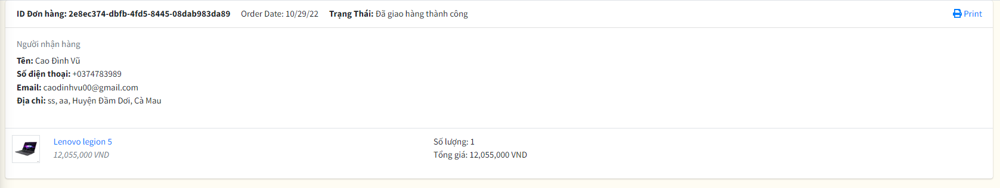 ID Đơn hàng: 2e8ec374-dbfb-4fd5-8445-08dab983da89 Order Date: 10/29/22 Trạng Thái: Đã giao hàng thành công Print
Người nhận hàng
Tên: Cao Đình Vũ
Số điện thoại: +0374783989
Email: caodinhvu00@gmail.com
Địa chỉ: ss, aa, Huyện Đầm Dơi, Cà Mau
Lenovo legion 5 Số lượng: 1
12,055,000 VND Tổng giá: 12,055,000 VND